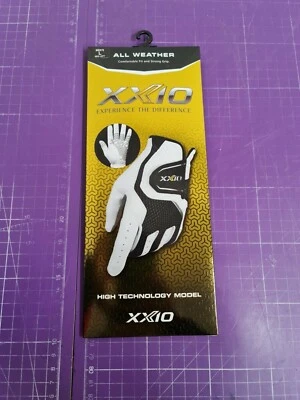 ALL WEATHER
Comfortable Fit and Strong Grip
XXIO
EXPERIENCE THE DIFFERENCE
XXIO
HIGH TECHNOLOGY MODEL
XXIO